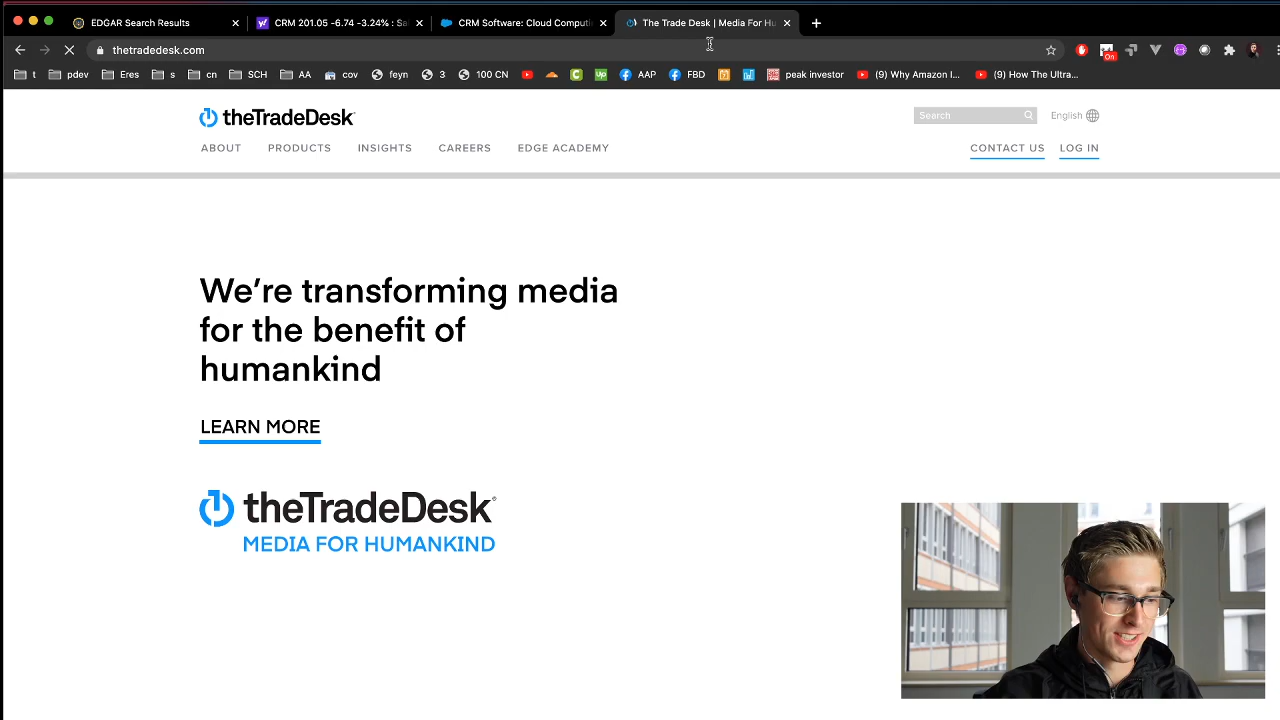 EDGAR Search Results
CRM 201.05 -6.74 -3.24% : Sal
CRM Software: Cloud Computi
The Trade Desk | Media For Hu
thetradedesk.com
On
t
pdev
Eres
s
cn
SCH
AA
cov
feyn
3
100 CN
AAP
FBD
peak investor
(9) Why Amazon I...
(9) How The Ultra...
theTradeDesk
Search
English
ABOUT
PRODUCTS
INSIGHTS
CAREERS
EDGE ACADEMY
CONTACT US
LOG IN
We're transforming media
for the benefit of
humankind
LEARN MORE
theTradeDesk®
MEDIA FOR HUMANKIND